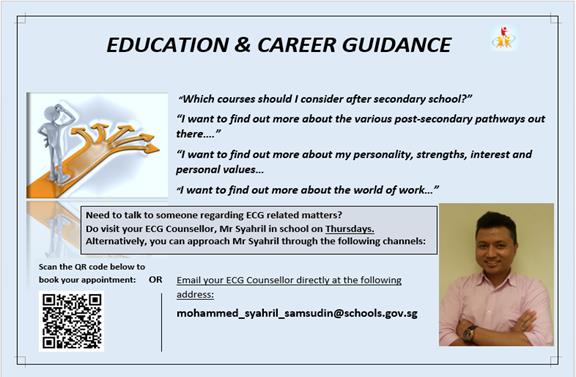 EDUCATION & CAREER GUIDANCE
“Which courses should I consider after secondary school?”
“I want to find out more about the various post-secondary pathways out
there….”
“I want to find out more about my personality, strengths, interest and
personal values…
“I want to find out more about the world of work…”
Need to talk to someone regarding ECG related matters?
Do visit your ECG Counsellor, Mr Syahril in school on Thursdays.
Alternatively, you can approach Mr Syahril through the following channels:
Scan the QR code below to
book your appointment:
OR
Email your ECG Counsellor directly at the following
address:
mohammed_syahril_samsudin@schools.gov.sg